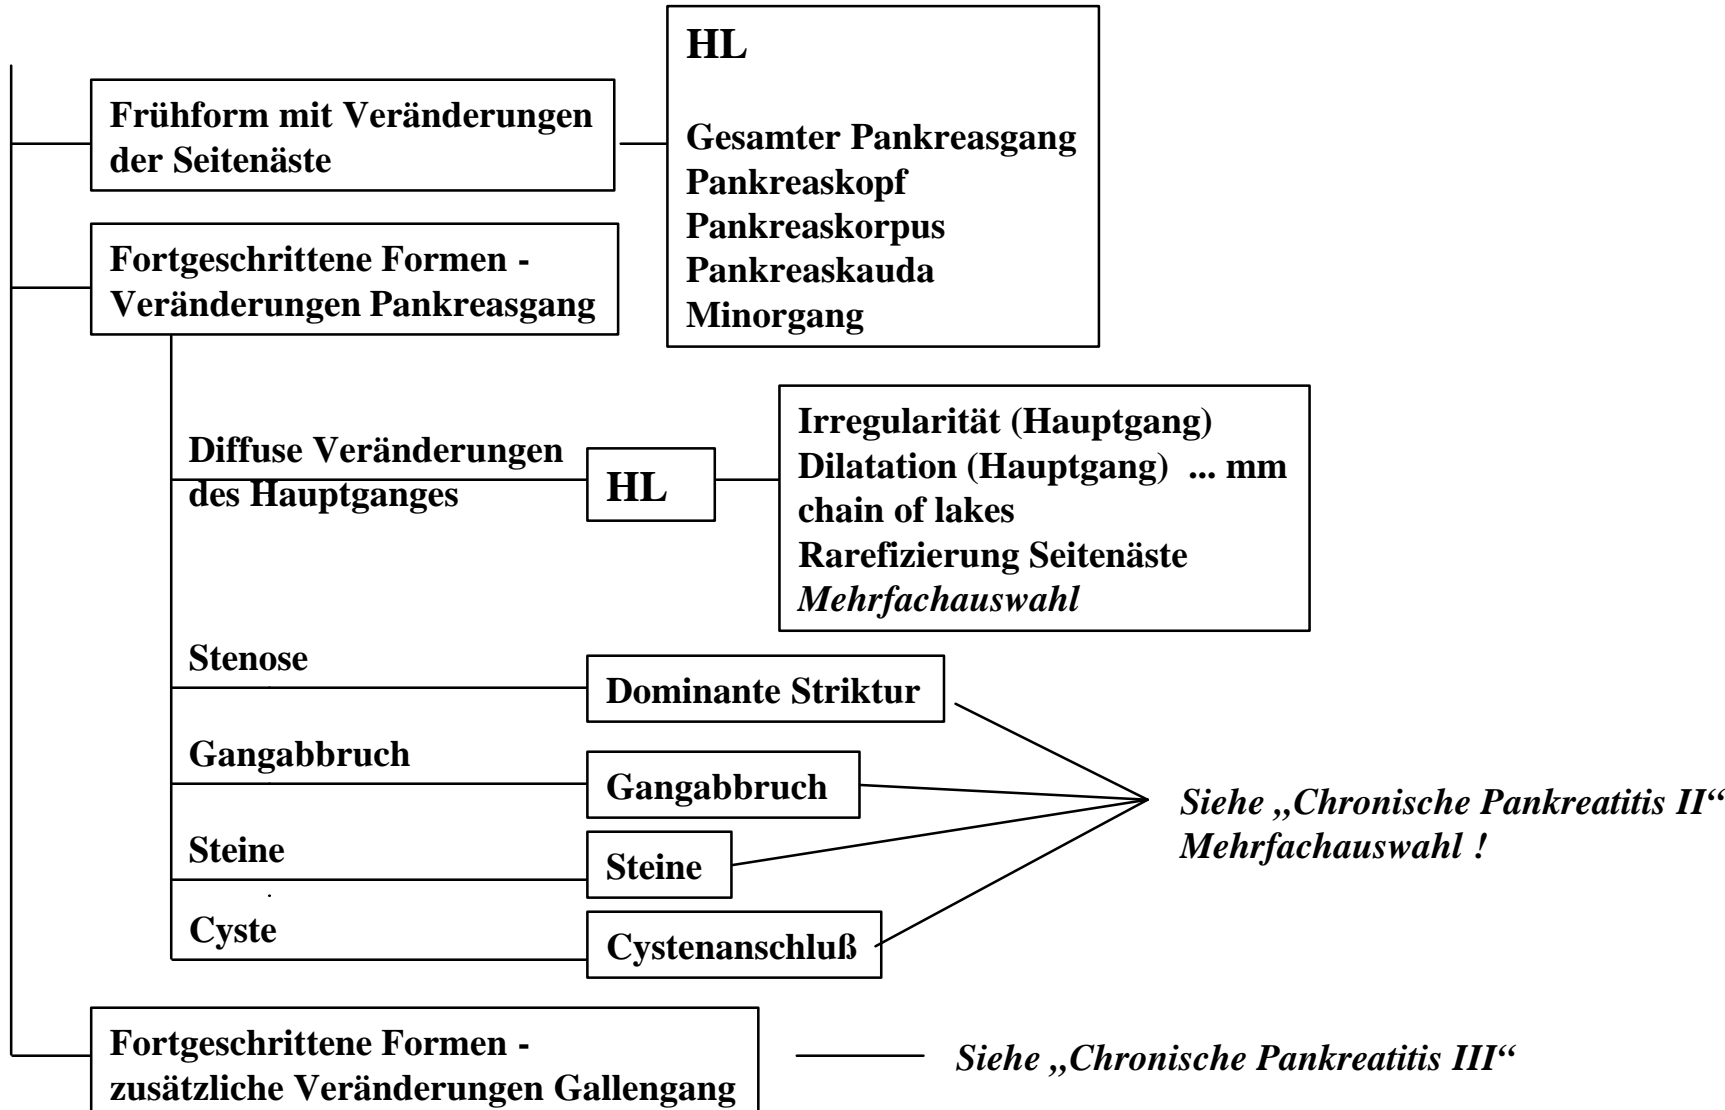 HL
Gesamter Pankreasgang
Pankreaskopf
Pankreaskorpus
Pankreaskauda
Minorgang
Frühform mit Veränderungen
der Seitenäste
Fortgeschrittene Formen -
Veränderungen Pankreasgang
Diffuse Veränderungen
des Hauptganges
HL
Irregularität (Hauptgang)
Dilatation (Hauptgang) ... mm
chain of lakes
Rarefizierung Seitenäste
Mehrfachauswahl
Stenose
Dominante Striktur
Gangabbruch
Gangabbruch
Steine
Steine
Cyste
Cystenanschluß
Siehe „Chronische Pankreatitis II“
Mehrfachauswahl !
Fortgeschrittene Formen -
zusätzliche Veränderungen Gallengang
Siehe „Chronische Pankreatitis III“